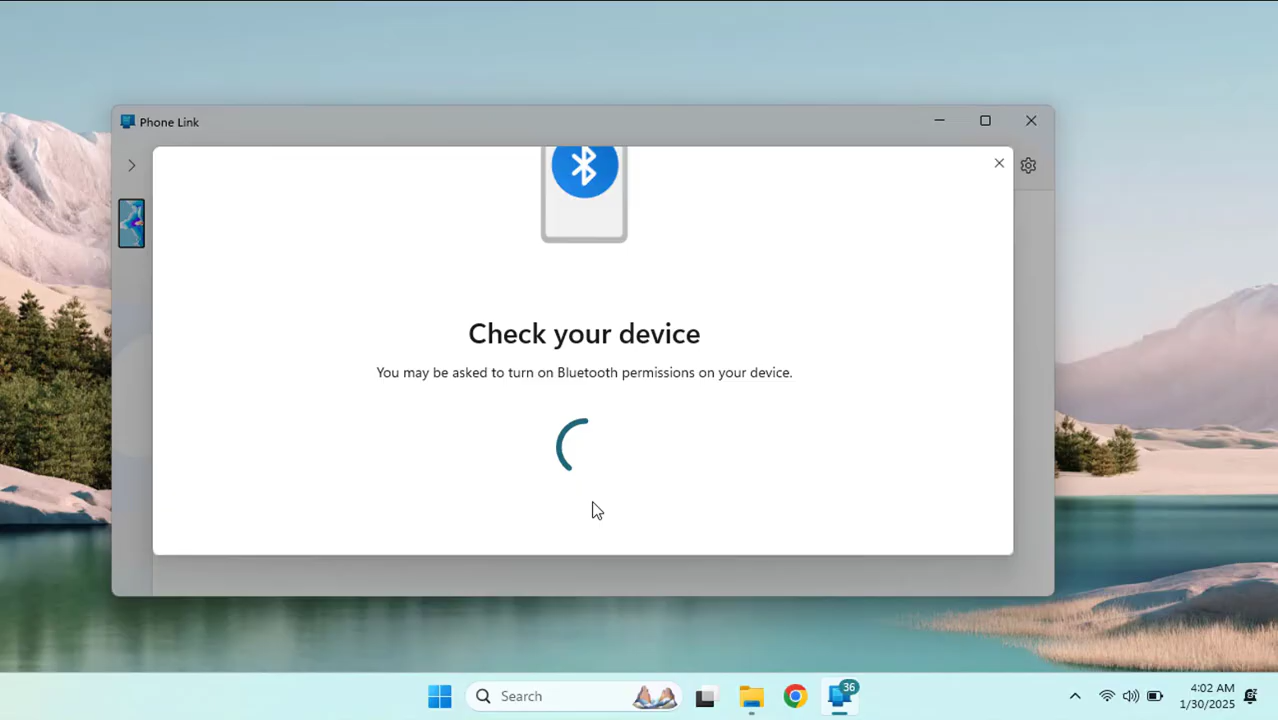 Phone Link
Check your device
You may be asked to turn on Bluetooth permissions on your device.
Search
36
4:02 AM
1/30/2025